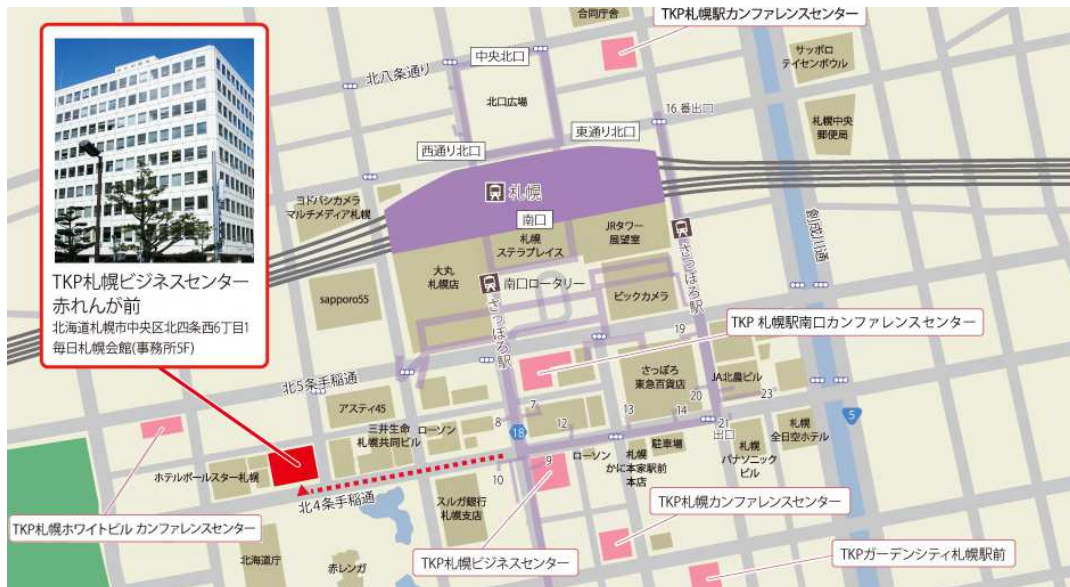 合同庁舎
TKP札幌駅カンファレンスセンター
中央北口
サッポロ
テイセンボウル
北八条通り
北口広場
16番出口
東通り北口
札幌中央
郵便局
西通り北口
札幌
ヨドバシカメラ
マルチメディア札幌
南口
札幌
ステラプレイス
JRタワー
展望室
創成川通
さっぽろ駅
TKP札幌ビジネスセンター
赤れんが前
北海道札幌市中央区北四条西6丁目1
毎日札幌会館(事務所5F)
大丸
札幌店
sapporo55
南口ロータリー
さっぽろ駅
ビックカメラ
19
TKP 札幌駅南口カンファレンスセンター
北5条手稲通
さっぽろ
東急百貨店
JA北農ビル
20
23
アスティ45
7
8
12
13
14
21
出口
三井生命
札幌共同ビル
ローソン
18
5
札幌
全日空ホテル
駐車場
札幌
パナソニック
ビル
9
ローソン
札幌
かに本家駅前
本店
10
ホテルポールスター札幌
北4条手稲通
スルガ銀行
札幌支店
TKP札幌カンファレンスセンター
TKP札幌ホワイトビル カンファレンスセンター
TKP札幌ビジネスセンター
TKPガーデンシティ札幌駅前
北海道庁
赤レンガ